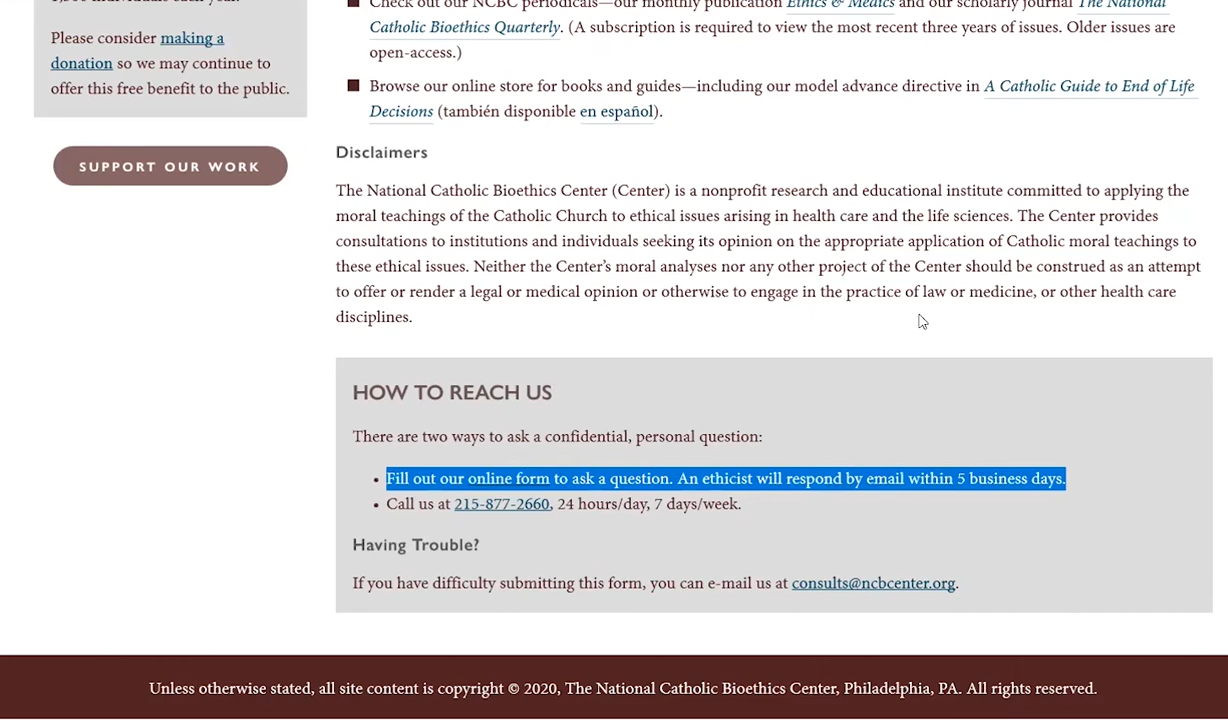 Please consider making a
donation so we may continue to
offer this free benefit to the public.
SUPPORT OUR WORK
Check out our NCBC periodicals—our monthly publication Ethics & Medics and our scholarly journal The National
Catholic Bioethics Quarterly. (A subscription is required to view the most recent three years of issues. Older issues are
open-access.)
Browse our online store for books and guides—including our model advance directive in A Catholic Guide to End of Life
Decisions (también disponible en español).
Disclaimers
The National Catholic Bioethics Center (Center) is a nonprofit research and educational institute committed to applying the
moral teachings of the Catholic Church to ethical issues arising in health care and the life sciences. The Center provides
consultations to institutions and individuals seeking its opinion on the appropriate application of Catholic moral teachings to
these ethical issues. Neither the Center's moral analyses nor any other project of the Center should be construed as an attempt
to offer or render a legal or medical opinion or otherwise to engage in the practice of law or medicine, or other health care
disciplines.
HOW TO REACH US
There are two ways to ask a confidential, personal question:
• Fill out our online form to ask a question. An ethicist will respond by email within 5 business days.
• Call us at 215-877-2660, 24 hours/day, 7 days/week.
Having Trouble?
If you have difficulty submitting this form, you can e-mail us at consults@ncbcenter.org.
Unless otherwise stated, all site content is copyright © 2020, The National Catholic Bioethics Center, Philadelphia, PA. All rights reserved.